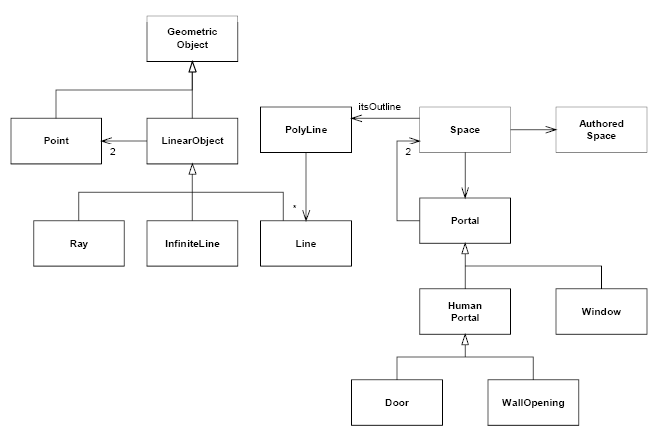 Geometric
Object
itsOutline
Point
LinearObject
PolyLine
Space
Authored
Space
2
2
*
Ray
InfiniteLine
Line
Portal
Human
Portal
Window
Door
WallOpening